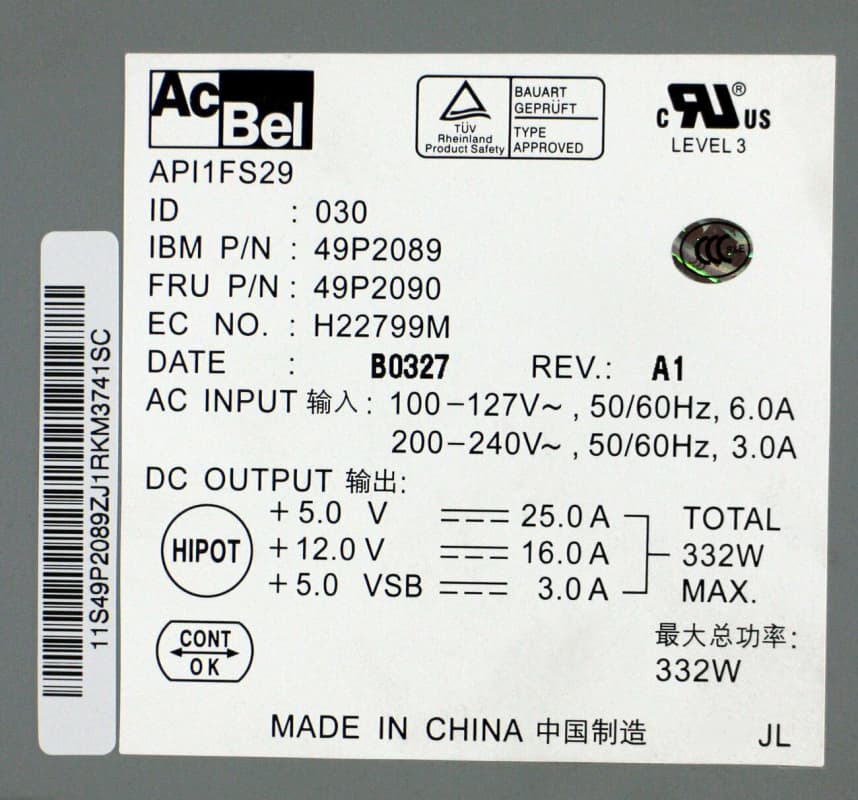 AcBel
TÜV
Rheinland
Product Safety
BAUART
GEPRÜFT
TYPE
APPROVED
c RU ® US
LEVEL 3
API1FS29
ID : 030
IBM P/N : 49P2089
FRU P/N : 49P2090
EC NO. : H22799M
DATE : B0327 REV.: A1
AC INPUT 输入: 100-127V~, 50/60Hz, 6.0A
200-240V~, 50/60Hz, 3.0A
DC OUTPUT 输出:
HIPOT
+5.0 V 25.0A
+12.0 V 16.0A
+5.0 VSB 3.0A
TOTAL
332W
MAX.
CONT
OK
最大总功率:
332W
MADE IN CHINA 中国制造
JL
CCC
11S49P2089ZJ1RKM3741SC